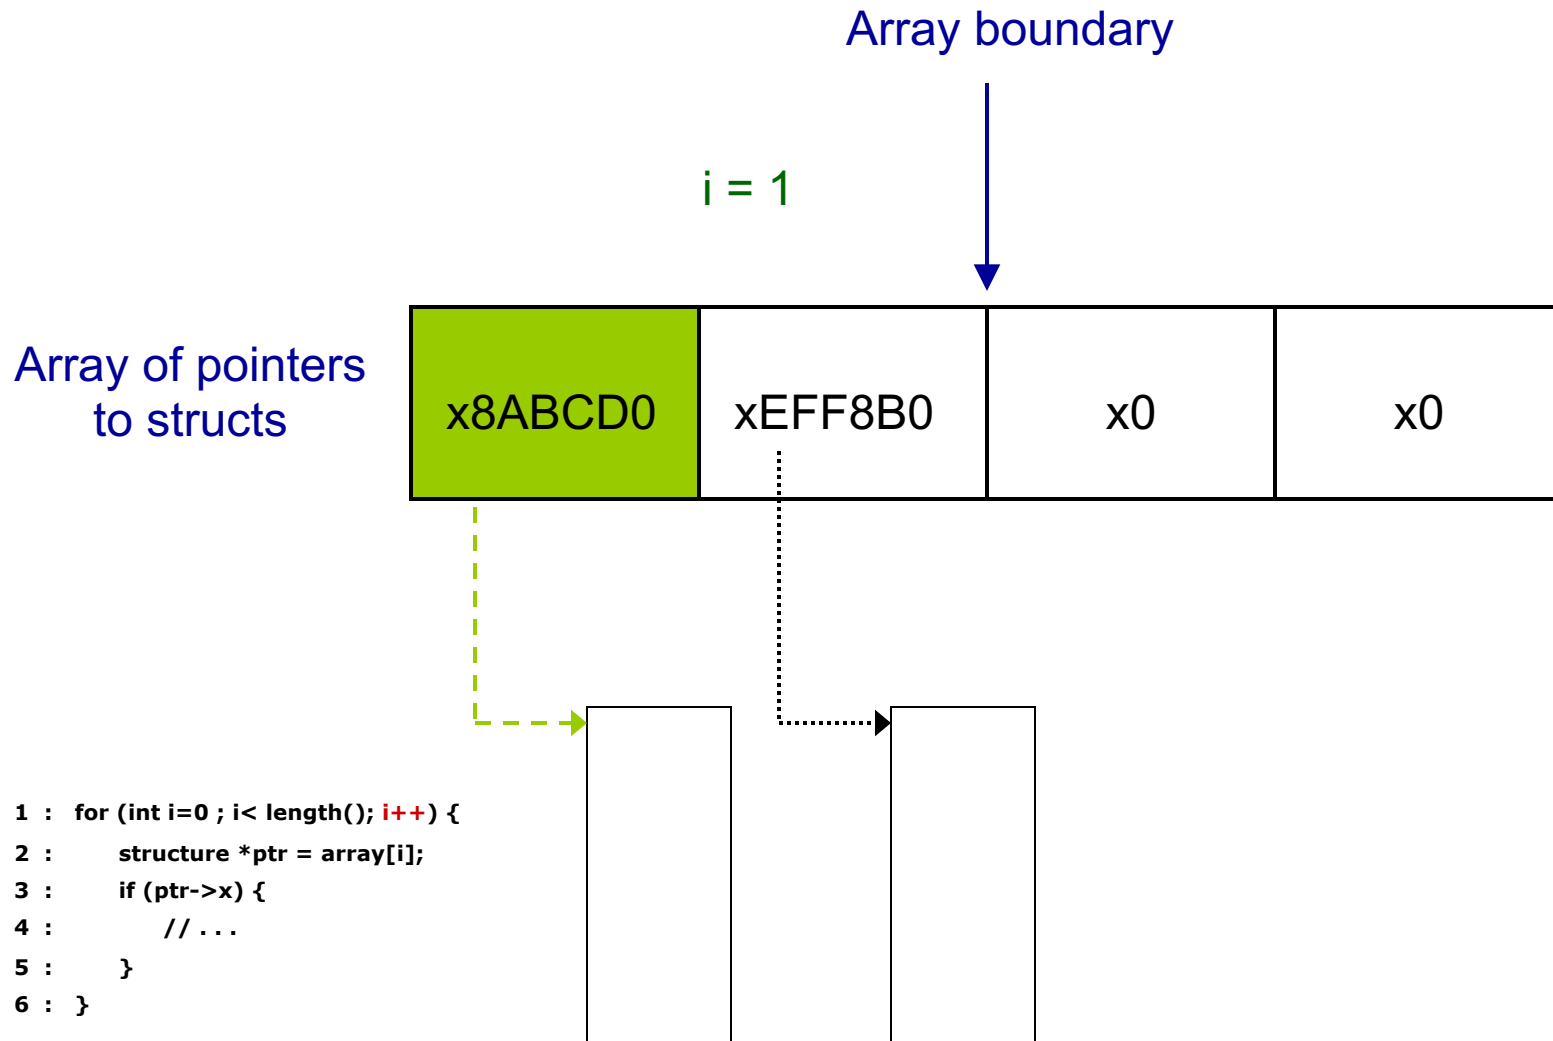 Array boundary
i = 1
Array of pointers
to structs
x8ABCD0 xEFF8B0 x0 x0
1 : for (int i=0 ; i< length(); i++) {
2 : structure *ptr = array[i];
3 : if (ptr->x) {
4 : // . . .
5 : }
6 : }